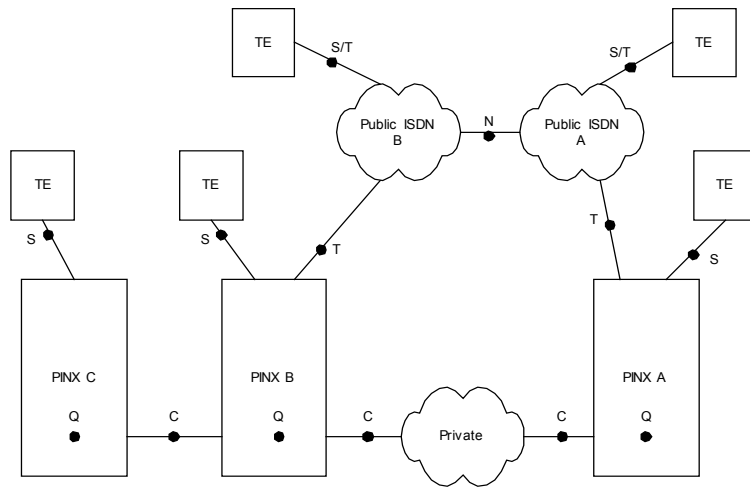 TE
S/T
S/T
TE
Public ISDN
B
N
Public ISDN
A
TE
TE
TE
S
S
T
T
S
PINX C
PINX B
PINX A
Q
C
Q
C
Private
C
Q